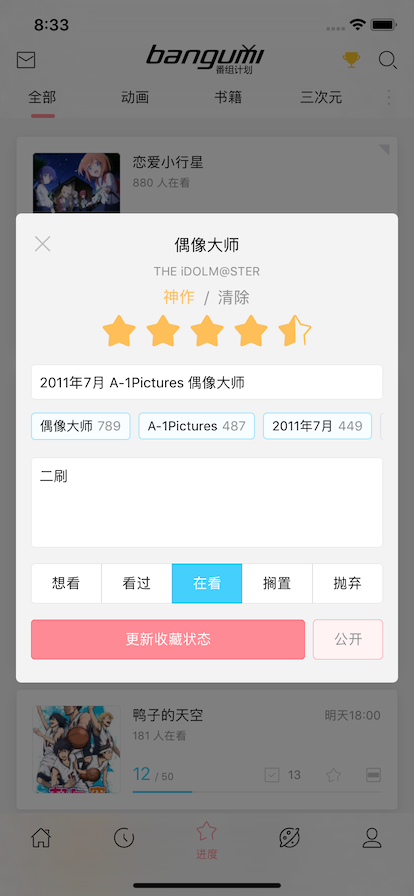 8:33
bangumi
番组计划
全部 动画 书籍 三次元
恋爱小行星
880 人在看
偶像大师
THE iDOLM@STER
神作 / 清除
2011年7月 A-1Pictures 偶像大师
偶像大师 789 A-1Pictures 487 2011年7月 449
二刷
想看 看过 在看 搁置 抛弃
更新收藏状态 公开
鸭子的天空 明天18:00
181 人在看
12 / 50 13
进度